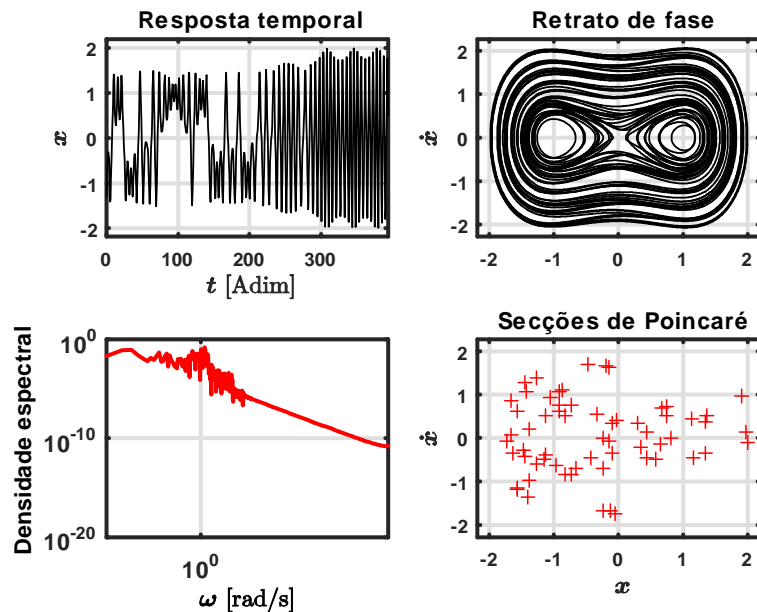 Resposta temporal
x
2
1
0
-1
-2
0 100 200 300
t [Adim]
Retrato de fase
ẋ
2
1
0
-1
-2
-2 -1 0 1 2
Densidade espectral
10^0
10^-10
10^-20
10^0
ω [rad/s]
Secções de Poincaré
ẋ
2
1
0
-1
-2
-2 -1 0 1 2
x